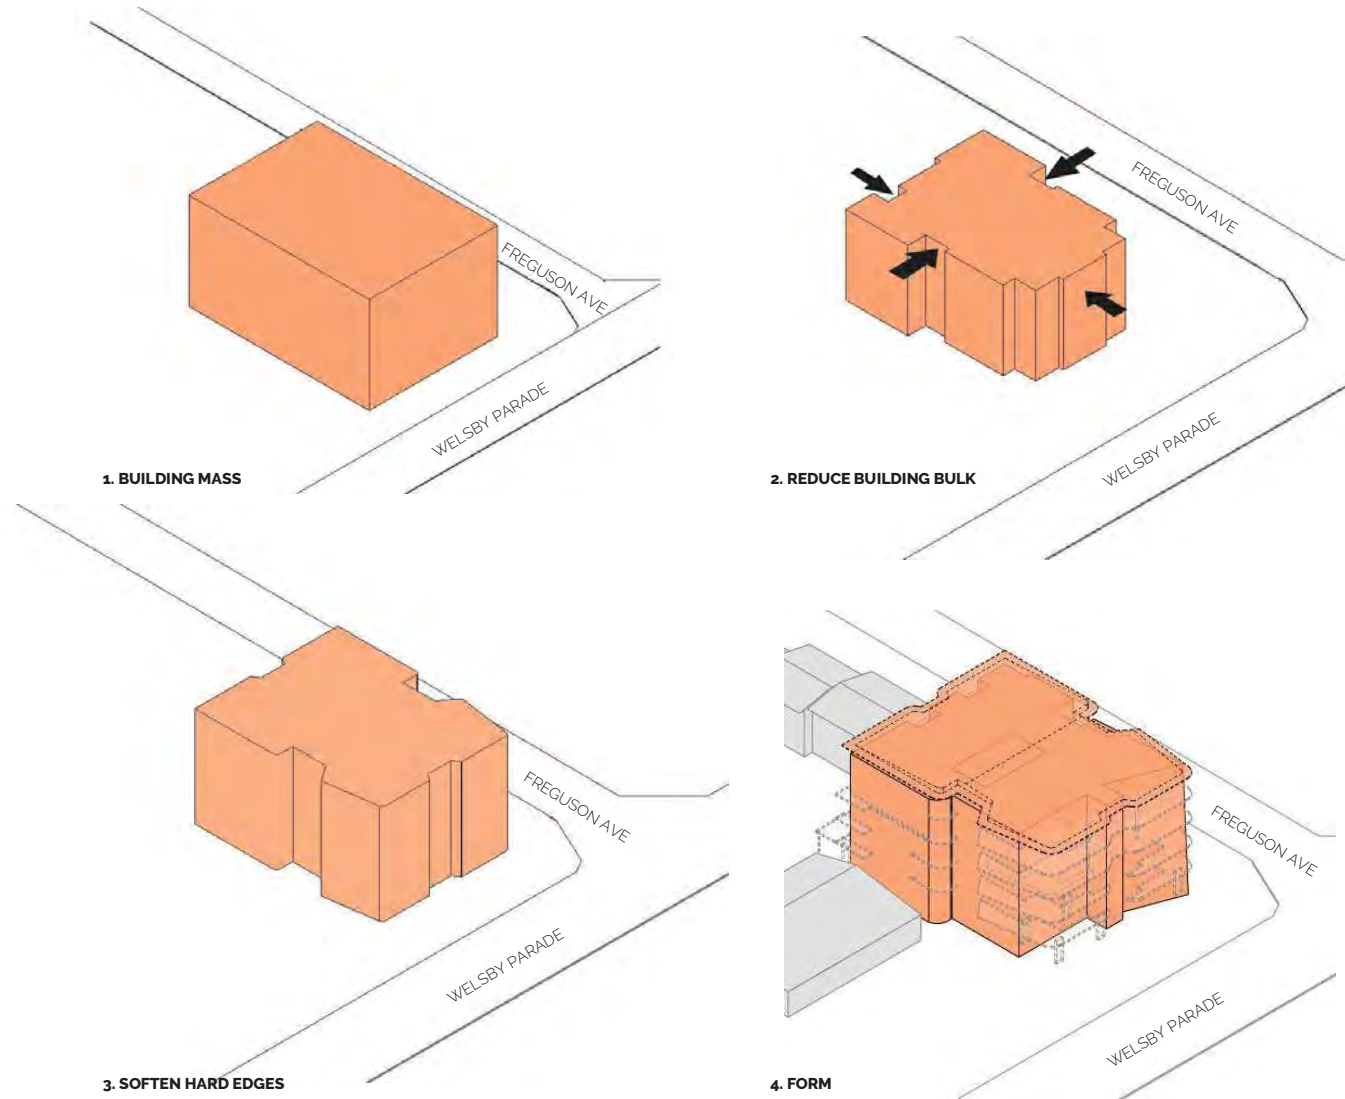 FREGUSON AVE
WELSBY PARADE
1. BUILDING MASS
FREGUSON AVE
WELSBY PARADE
2. REDUCE BUILDING BULK
FREGUSON AVE
WELSBY PARADE
3. SOFTEN HARD EDGES
FREGUSON AVE
WELSBY PARADE
4. FORM